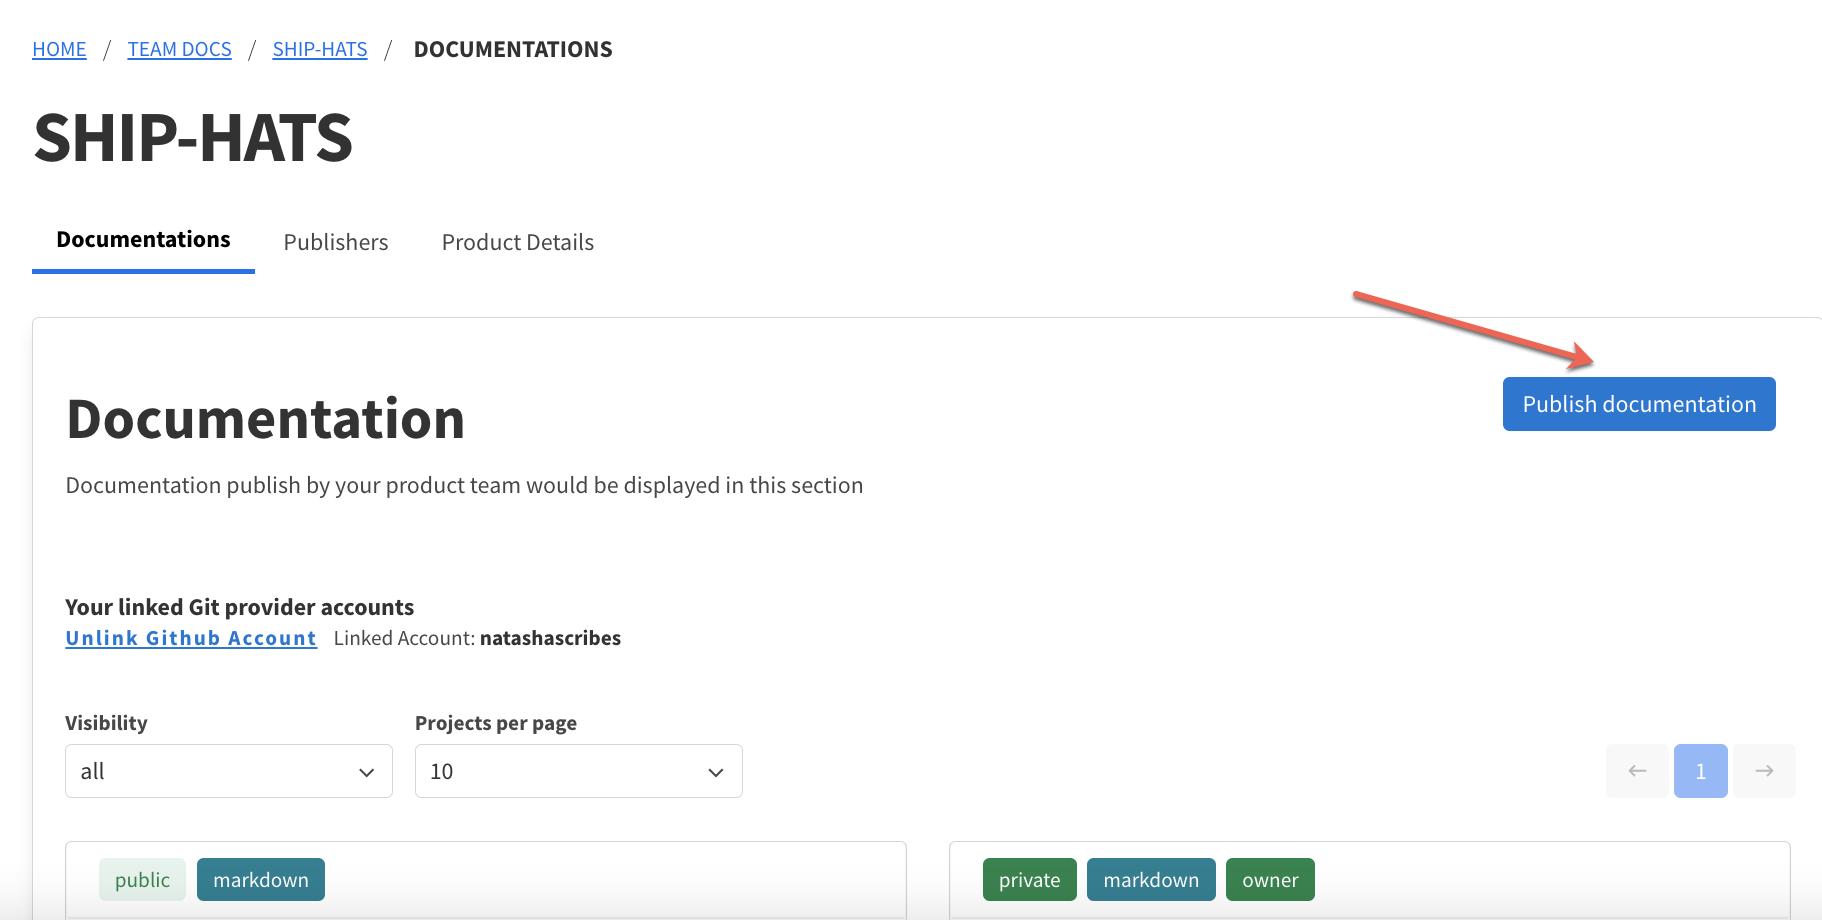 HOME / TEAM DOCS / SHIP-HATS / DOCUMENTATIONS
SHIP-HATS
Documentations Publishers Product Details
Publish documentation
Documentation
Documentation publish by your product team would be displayed in this section
Your linked Git provider accounts
Unlink Github Account Linked Account: natashascribes
Visibility Projects per page
all 10 ← 1 →
public markdown private markdown owner